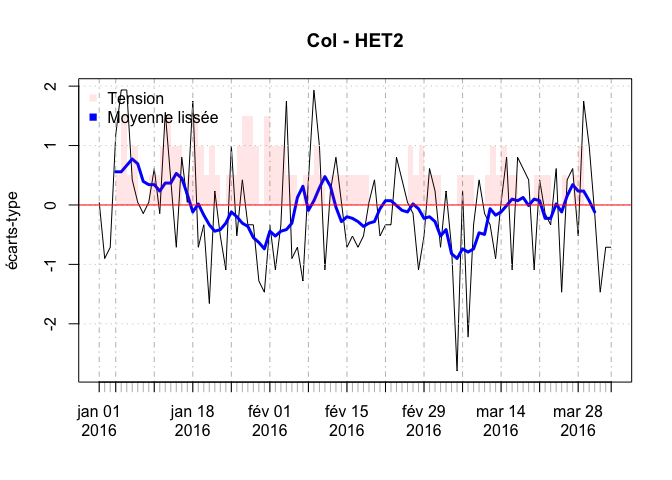 Col - HET2
Tension
Moyenne lissée
écarts-type
2
1
0
-1
-2
jan 01 jan 18 fév 01 fév 15 fév 29 mar 14 mar 28
2016 2016 2016 2016 2016 2016 2016